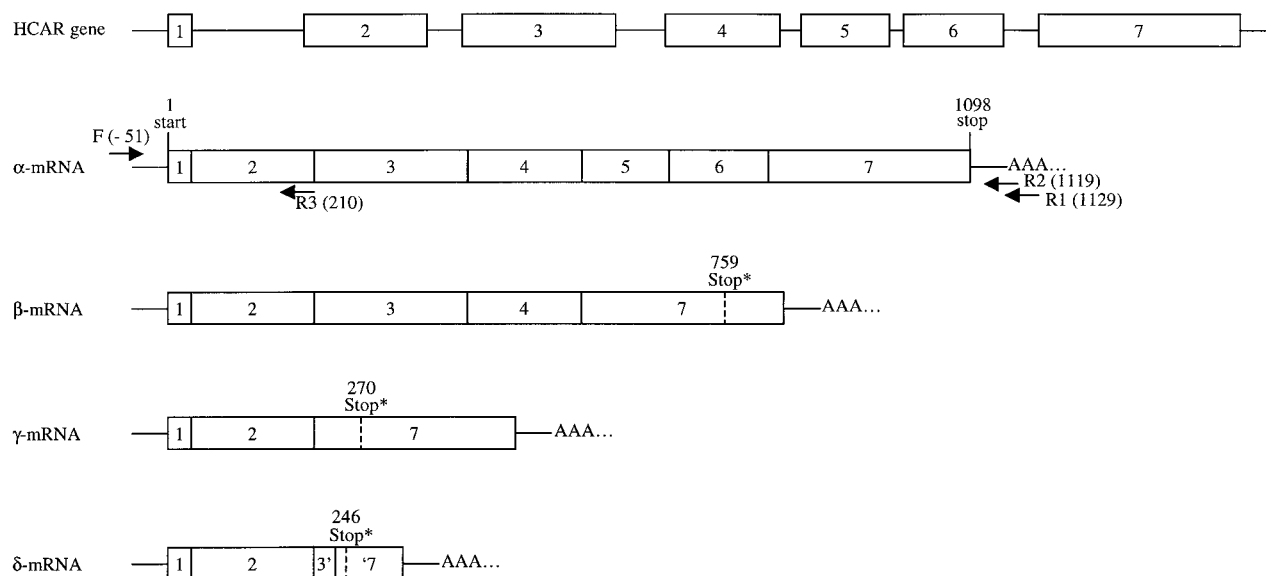 HCAR gene 1 2 3 4 5 6 7
1 1098
start stop
F (- 51)
α-mRNA 1 2 3 4 5 6 7 AAA...
R3 (210) R2 (1119)
R1 (1129)
759
Stop*
β-mRNA 1 2 3 4 7 AAA...
270
Stop*
γ-mRNA 1 2 7 AAA...
246
Stop*
δ-mRNA 1 2 3' '7 AAA...